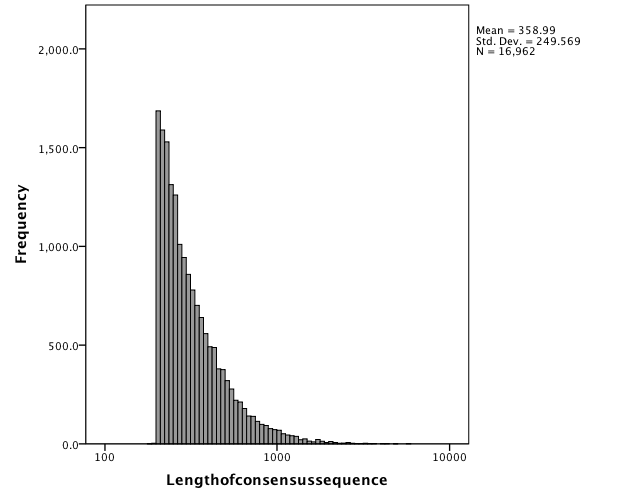 Mean = 358.99
Std. Dev. = 249.569
N = 16,962
2,000.0
1,500.0
1,000.0
500.0
0.0
Frequency
100
1000
10000
Lengthofconsensussequence